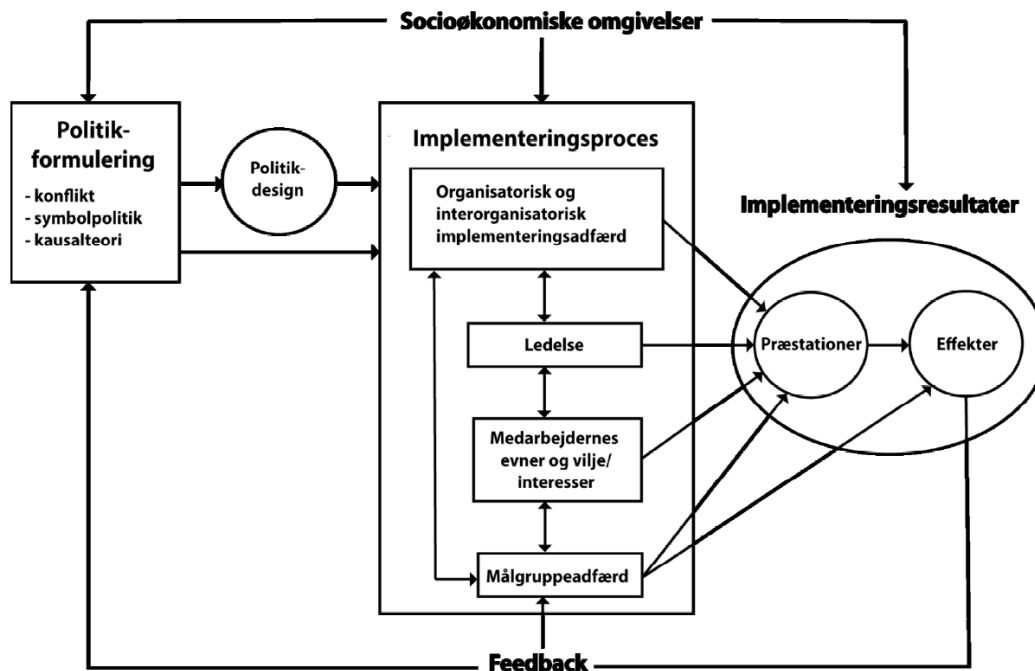 Socioøkonomiske omgivelser
Politik-
formulering
- konflikt
- symbolpolitik
- kausalteori
Politik-
design
Implementeringsproces
Organisatorisk og
interorganisatorisk
implementeringsadfærd
Ledelse
Medarbejdernes
evner og vilje/
interesser
Målgruppeadfærd
Implementeringsresultater
Præstationer
Effekter
Feedback